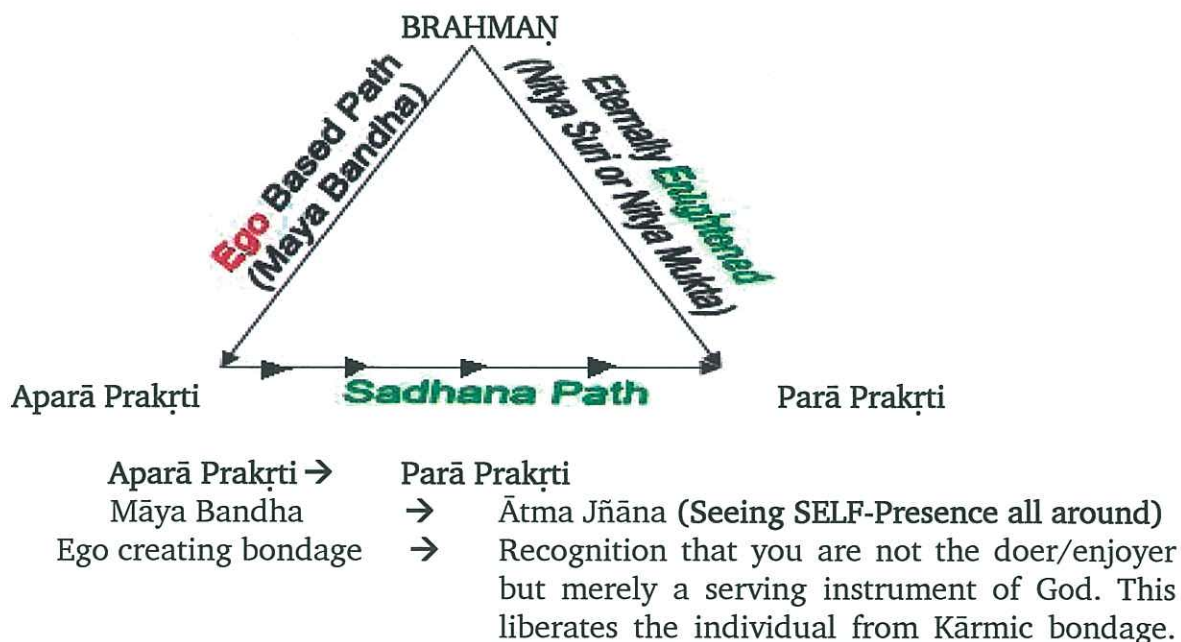 BRAHMAṆ
Ego Based Path
(Maya Bandha)
Eternally Enlightened
(Nitya Suri or Nitya Mukta)
Aparā Prakṛti
Sadhana Path
Parā Prakṛti
Aparā Prakṛti → Parā Prakṛti
Māya Bandha → Ātma Jñāna (Seeing SELF-Presence all around)
Ego creating bondage → Recognition that you are not the doer/enjoyer
but merely a serving instrument of God. This
liberates the individual from Kārmic bondage.